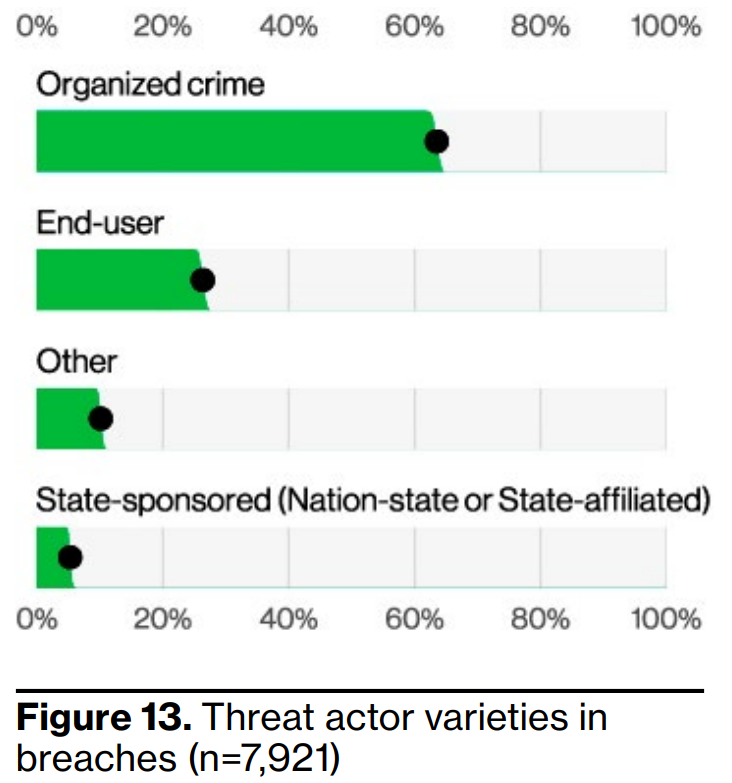 0% 20% 40% 60% 80% 100%
Organized crime
End-user
Other
State-sponsored (Nation-state or State-affiliated)
0% 20% 40% 60% 80% 100%
Figure 13. Threat actor varieties in
breaches (n=7,921)